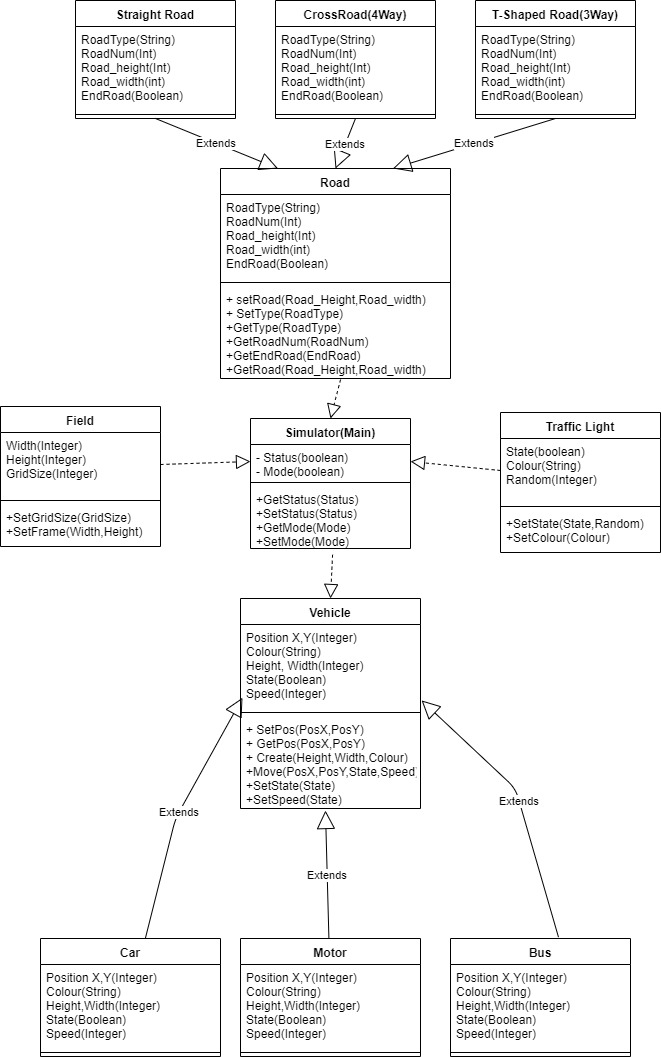 Straight Road
RoadType(String)
RoadNum(Int)
Road_height(Int)
Road_width(int)
EndRoad(Boolean)
CrossRoad(4Way)
RoadType(String)
RoadNum(Int)
Road_height(Int)
Road_width(int)
EndRoad(Boolean)
T-Shaped Road(3Way)
RoadType(String)
RoadNum(Int)
Road_height(Int)
Road_width(int)
EndRoad(Boolean)
Extends
Extends
Extends
Road
RoadType(String)
RoadNum(Int)
Road_height(Int)
Road_width(int)
EndRoad(Boolean)
+ setRoad(Road_Height,Road_width)
+ SetType(RoadType)
+GetType(RoadType)
+GetRoadNum(RoadNum)
+GetEndRoad(EndRoad)
+GetRoad(Road_Height,Road_width)
Field
Width(Integer)
Height(Integer)
GridSize(Integer)
+SetGridSize(GridSize)
+SetFrame(Width,Height)
Simulator(Main)
- Status(boolean)
- Mode(boolean)
+GetStatus(Status)
+SetStatus(Status)
+GetMode(Mode)
+SetMode(Mode)
Traffic Light
State(boolean)
Colour(String)
Random(Integer)
+SetState(State,Random)
+SetColour(Colour)
Vehicle
Position X,Y(Integer)
Colour(String)
Height, Width(Integer)
State(Boolean)
Speed(Integer)
+ SetPos(PosX,PosY)
+ GetPos(PosX,PosY)
+ Create(Height,Width,Colour)
+Move(PosX,PosY,State,Speed)
+SetState(State)
+SetSpeed(State)
Extends
Extends
Extends
Car
Position X,Y(Integer)
Colour(String)
Height,Width(Integer)
State(Boolean)
Speed(Integer)
Motor
Position X,Y(Integer)
Colour(String)
Height,Width(Integer)
State(Boolean)
Speed(Integer)
Bus
Position X,Y(Integer)
Colour(String)
Height,Width(Integer)
State(Boolean)
Speed(Integer)